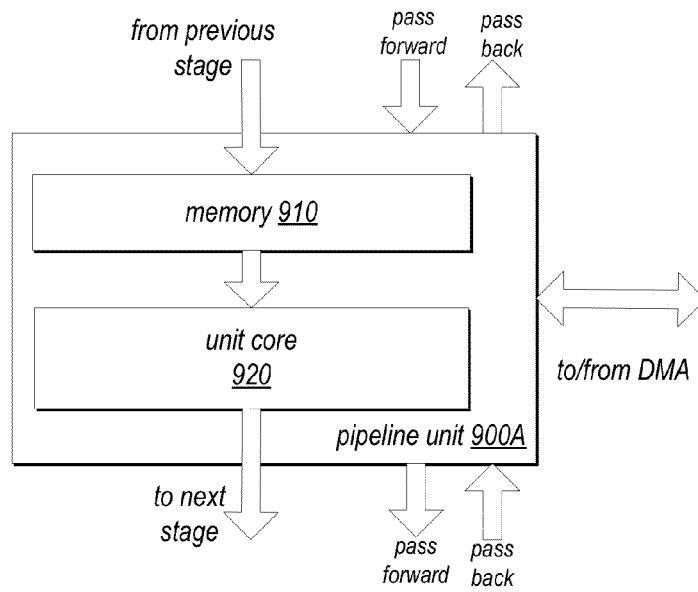 from previous
stage
pass
forward
pass
back
memory 910
unit core
920
to/from DMA
pipeline unit 900A
to next
stage
pass
forward
pass
back